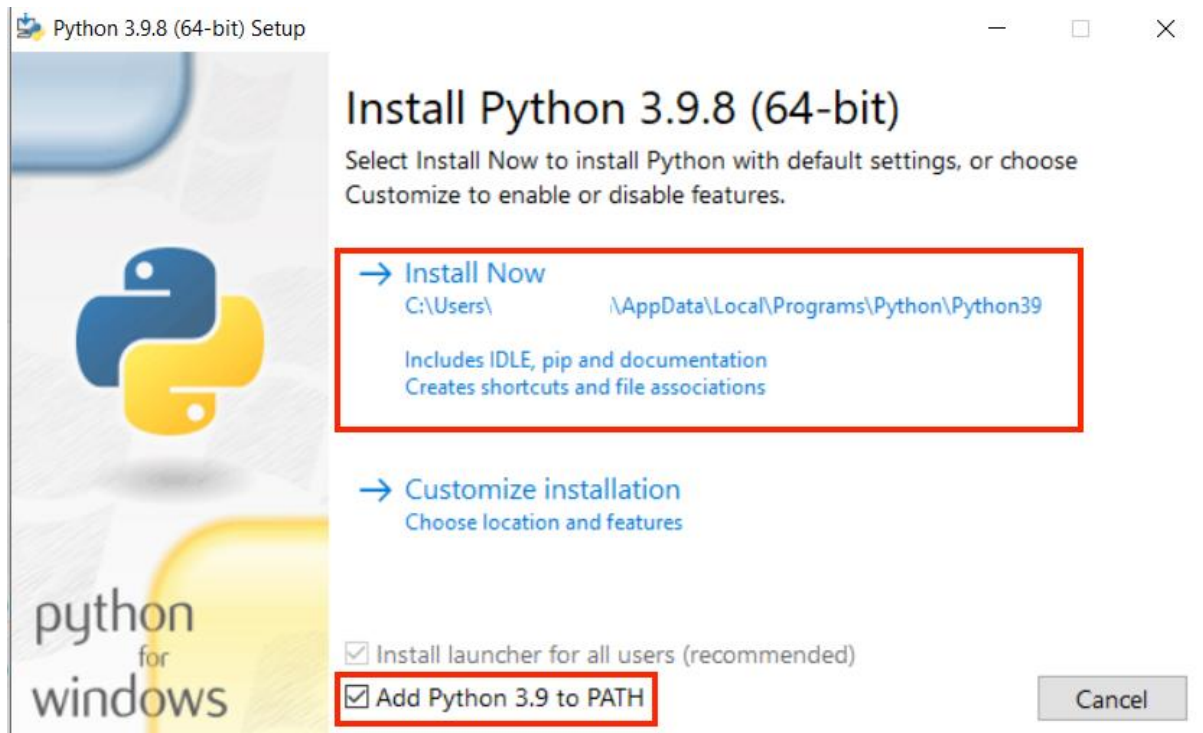 Python 3.9.8 (64-bit) Setup
Install Python 3.9.8 (64-bit)
Select Install Now to install Python with default settings, or choose
Customize to enable or disable features.
Install Now
C:\Users\ \AppData\Local\Programs\Python\Python39
Includes IDLE, pip and documentation
Creates shortcuts and file associations
Customize installation
Choose location and features
python
for
windows
Install launcher for all users (recommended)
Add Python 3.9 to PATH
Cancel